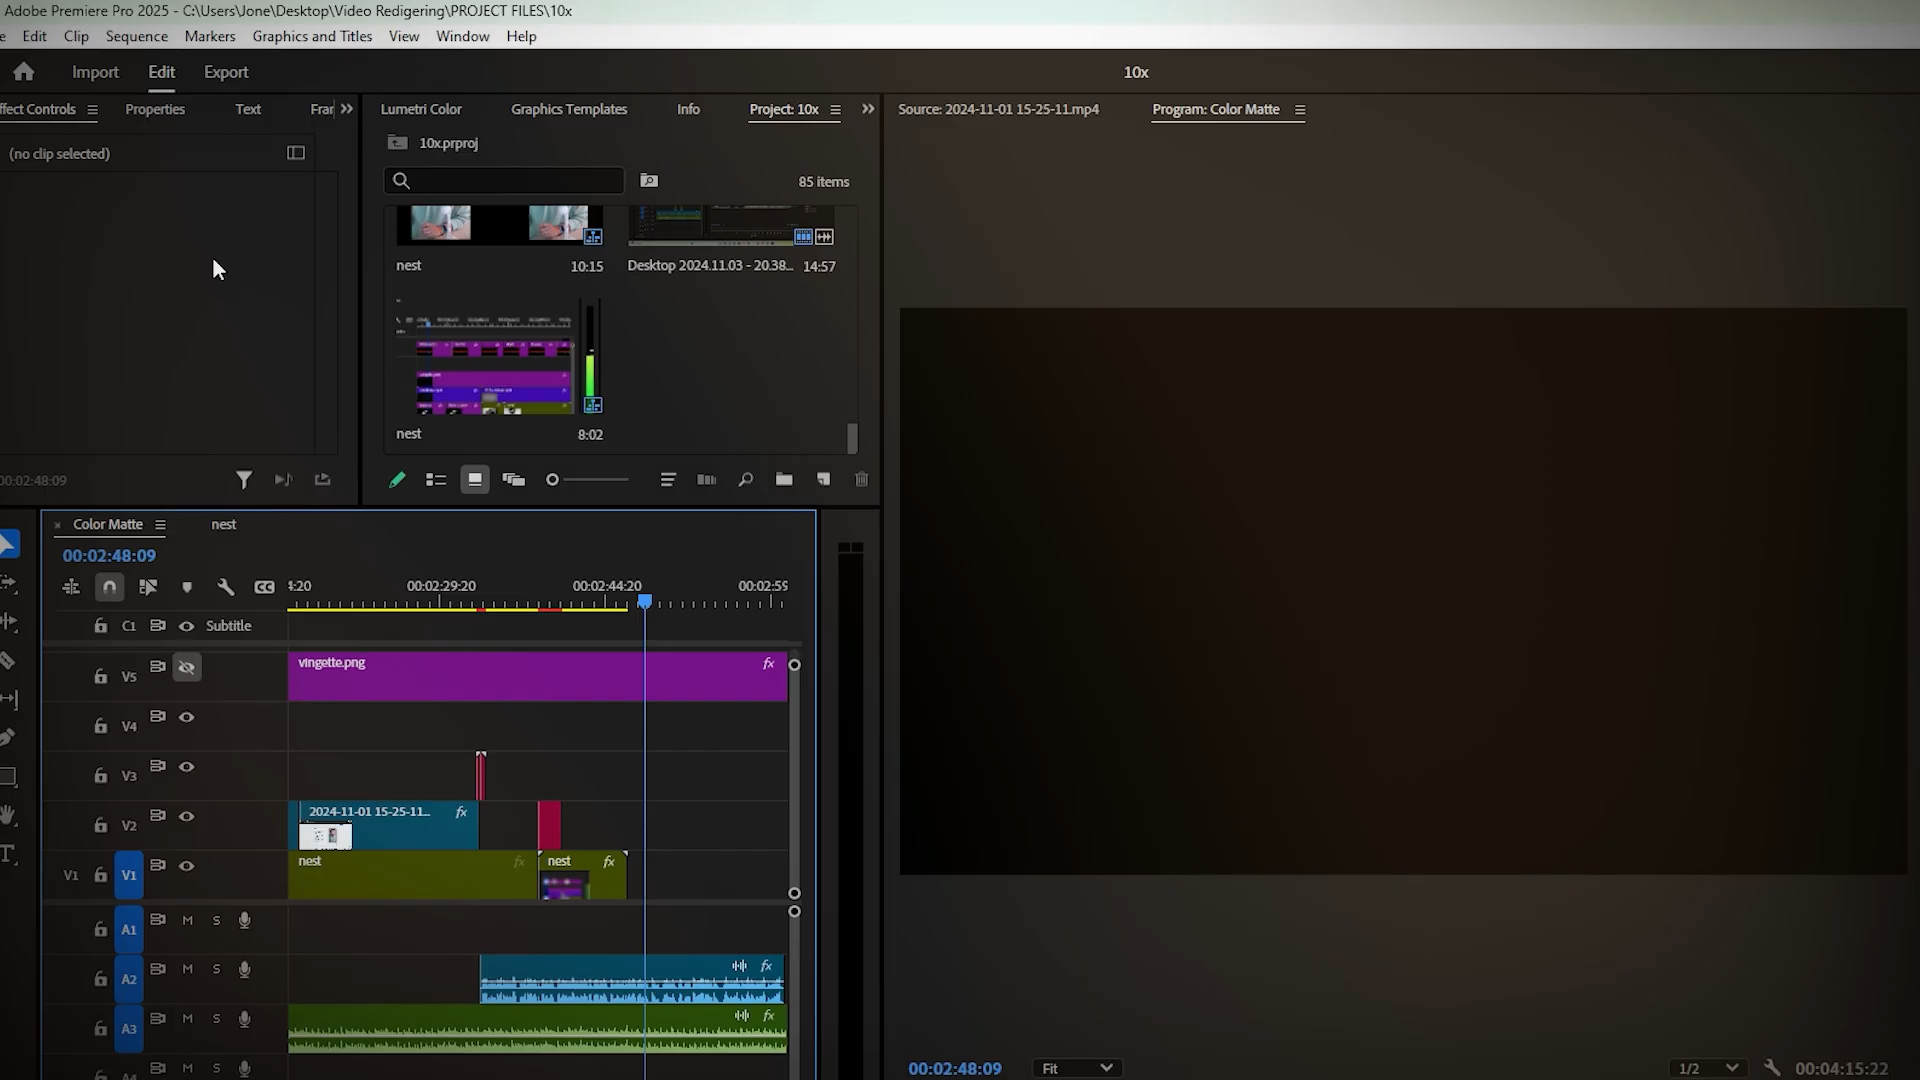 Adobe Premiere Pro 2025 - C:\Users\Jone\Desktop\Video Redigering\PROJECT FILES\10x
e Edit Clip Sequence Markers Graphics and Titles View Window Help
Import Edit Export 10x
ffect Controls Properties Text Fra
Lumetri Color Graphics Templates Info Project: 10x
Source: 2024-11-01 15-25-11.mp4 Program: Color Matte
(no clip selected)
10x.prproj
85 items
nest 10:15
Desktop 2024.11.03 - 20.38... 14:57
nest 8:02
00:02:48:09
Color Matte nest
00:02:48:09
CC
4:20 00:02:29:20 00:02:44:20 00:02:59
C1 Subtitle
V5 vingette.png fx
V4
V3
V2 2024-11-01 15-25-11... fx
V1 V1 nest fx nest fx
A1 M S
A2 M S fx
A3 M S fx
A4 M S
00:02:48:09 Fit 1/2 00:04:15:22